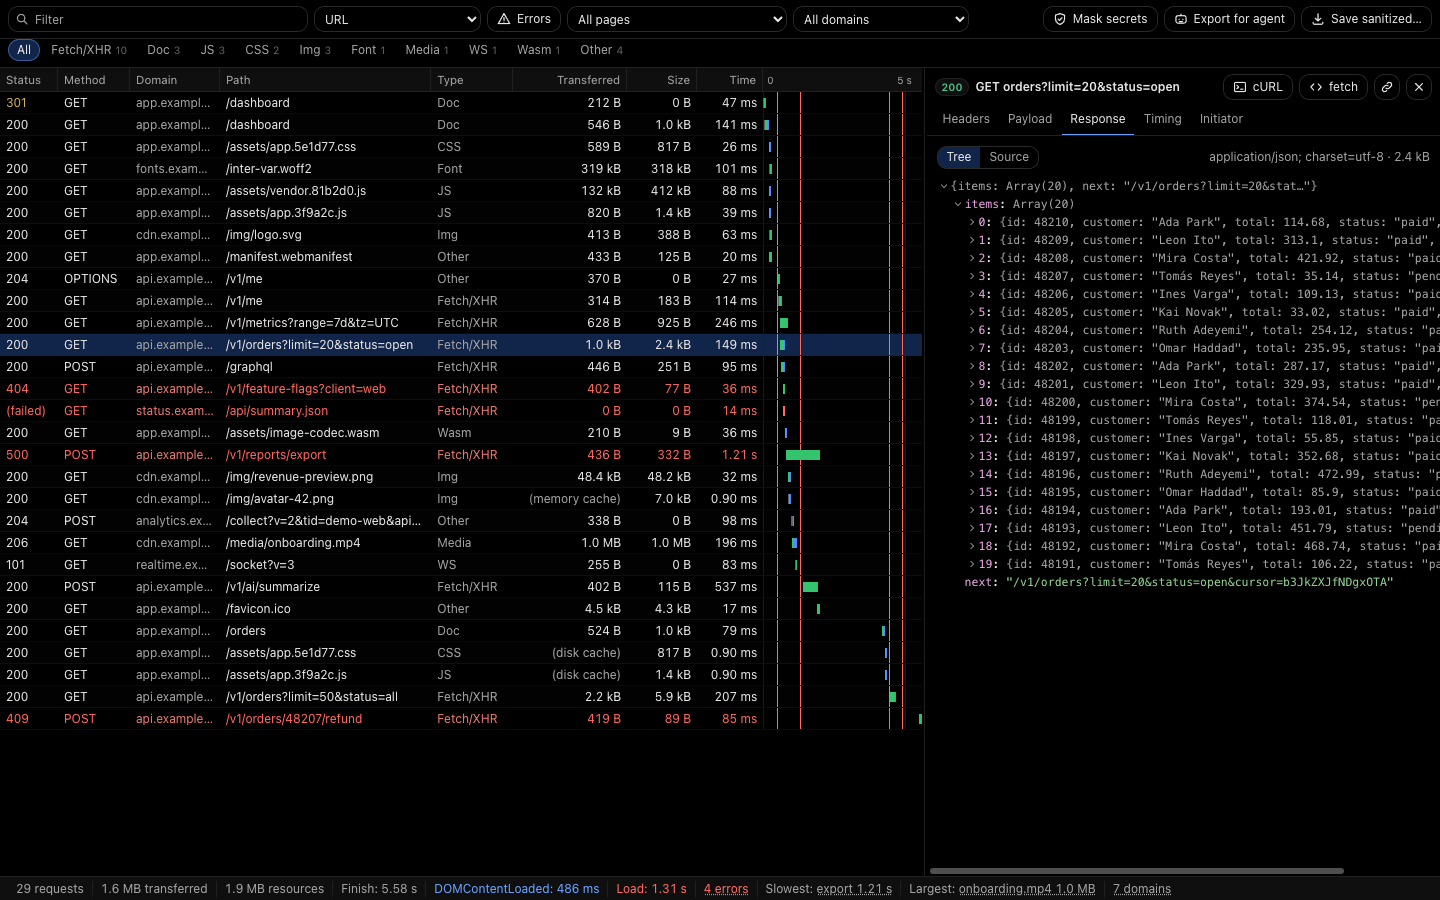 Filter URL Errors All pages All domains Mask secrets Export for agent Save sanitized...
All Fetch/XHR 10 Doc 3 JS 3 CSS 2 Img 3 Font 1 Media 1 WS 1 Wasm 1 Other 4
Status Method Domain Path Type Transferred Size Time 0 5 s
301 GET app.exampl... /dashboard Doc 212 B 0 B 47 ms
200 GET app.exampl... /dashboard Doc 546 B 1.0 kB 141 ms
200 GET app.exampl... /assets/app.5e1d77.css CSS 589 B 817 B 26 ms
200 GET fonts.exam... /inter-var.woff2 Font 319 kB 318 kB 101 ms
200 GET app.exampl... /assets/vendor.81b2d0.js JS 132 kB 412 kB 88 ms
200 GET app.exampl... /assets/app.3f9a2c.js JS 820 B 1.4 kB 39 ms
200 GET cdn.exampl... /img/logo.svg Img 413 B 388 B 63 ms
200 GET app.exampl... /manifest.webmanifest Other 433 B 125 B 20 ms
204 OPTIONS api.example... /v1/me Other 370 B 0 B 27 ms
200 GET api.example... /v1/me Fetch/XHR 314 B 183 B 114 ms
200 GET api.example... /v1/metrics?range=7d&tz=UTC Fetch/XHR 628 B 925 B 246 ms
200 GET api.example... /v1/orders?limit=20&status=open Fetch/XHR 1.0 kB 2.4 kB 149 ms
200 POST api.example... /graphql Fetch/XHR 446 B 251 B 95 ms
404 GET api.example... /v1/feature-flags?client=web Fetch/XHR 402 B 77 B 36 ms
(failed) GET status.exam... /api/summary.json Fetch/XHR 0 B 0 B 14 ms
200 GET app.exampl... /assets/image-codec.wasm Wasm 210 B 9 B 36 ms
500 POST api.example... /v1/reports/export Fetch/XHR 436 B 332 B 1.21 s
200 GET cdn.exampl... /img/revenue-preview.png Img 48.4 kB 48.2 kB 32 ms
200 GET cdn.exampl... /img/avatar-42.png Img (memory cache) 7.0 kB 0.90 ms
204 POST analytics.ex... /collect?v=2&tid=demo-web&api... Other 338 B 0 B 98 ms
206 GET cdn.exampl... /media/onboarding.mp4 Media 1.0 MB 1.0 MB 196 ms
101 GET realtime.ex... /socket?v=3 WS 255 B 0 B 83 ms
200 POST api.example... /v1/ai/summarize Fetch/XHR 402 B 115 B 537 ms
200 GET app.exampl... /favicon.ico Other 4.5 kB 4.3 kB 17 ms
200 GET app.exampl... /orders Doc 524 B 1.0 kB 79 ms
200 GET app.exampl... /assets/app.5e1d77.css CSS (disk cache) 817 B 0.90 ms
200 GET app.exampl... /assets/app.3f9a2c.js JS (disk cache) 1.4 kB 0.90 ms
200 GET api.example... /v1/orders?limit=50&status=all Fetch/XHR 2.2 kB 5.9 kB 207 ms
409 POST api.example... /v1/orders/48207/refund Fetch/XHR 419 B 89 B 85 ms
200 GET orders?limit=20&status=open cURL fetch
Headers Payload Response Timing Initiator
Tree Source application/json; charset=utf-8 · 2.4 kB
{items: Array(20), next: "/v1/orders?limit=20&stat…"}
items: Array(20)
0: {id: 48210, customer: "Ada Park", total: 114.68, status: "paid",
1: {id: 48209, customer: "Leon Ito", total: 313.1, status: "paid",
2: {id: 48208, customer: "Mira Costa", total: 421.92, status: "paid
3: {id: 48207, customer: "Tomás Reyes", total: 35.14, status: "pend
4: {id: 48206, customer: "Ines Varga", total: 109.13, status: "paid
5: {id: 48205, customer: "Kai Novak", total: 33.02, status: "paid",
6: {id: 48204, customer: "Ruth Adeyemi", total: 254.12, status: "pa
7: {id: 48203, customer: "Omar Haddad", total: 235.95, status: "pai
8: {id: 48202, customer: "Ada Park", total: 287.17, status: "paid",
9: {id: 48201, customer: "Leon Ito", total: 329.93, status: "paid",
10: {id: 48200, customer: "Mira Costa", total: 374.54, status: "pen
11: {id: 48199, customer: "Tomás Reyes", total: 118.01, status: "pa
12: {id: 48198, customer: "Ines Varga", total: 55.85, status: "paid
13: {id: 48197, customer: "Kai Novak", total: 352.68, status: "paid
14: {id: 48196, customer: "Ruth Adeyemi", total: 472.99, status: "p
15: {id: 48195, customer: "Omar Haddad", total: 85.9, status: "paid
16: {id: 48194, customer: "Ada Park", total: 193.01, status: "paid"
17: {id: 48193, customer: "Leon Ito", total: 451.79, status: "pendi
18: {id: 48192, customer: "Mira Costa", total: 468.74, status: "pai
19: {id: 48191, customer: "Tomás Reyes", total: 106.22, status: "pa
next: "/v1/orders?limit=20&status=open&cursor=b3JkZXJfNDgxOTA"
29 requests 1.6 MB transferred 1.9 MB resources Finish: 5.58 s DOMContentLoaded: 486 ms Load: 1.31 s 4 errors Slowest: export 1.21 s Largest: onboarding.mp4 1.0 MB 7 domains